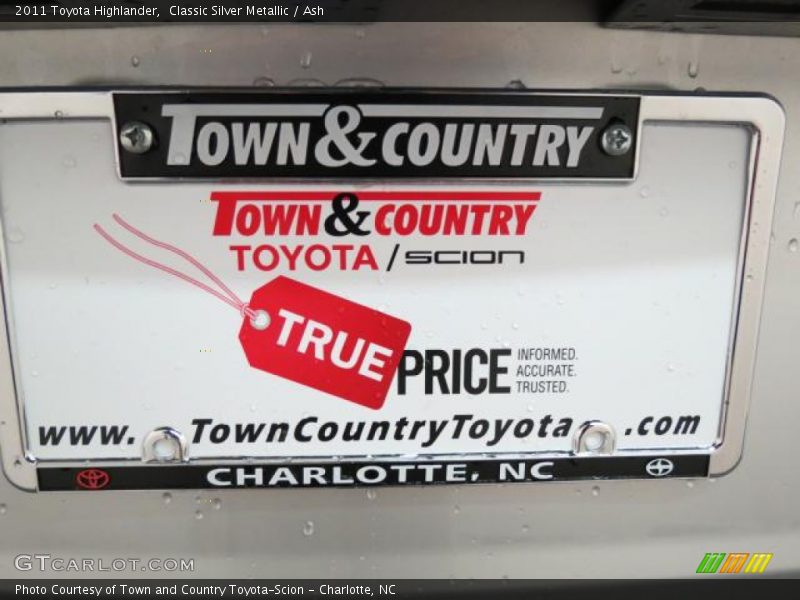 2011 Toyota Highlander,  Classic Silver Metallic / Ash
TOWN & COUNTRY
TOWN & COUNTRY
TOYOTA / SCION
TRUE
PRICE
INFORMED.
ACCURATE.
TRUSTED.
www. TownCountryToyota .com
CHARLOTTE, NC
GTCARLOT.COM
Photo Courtesy of Town and Country Toyota-Scion - Charlotte, NC